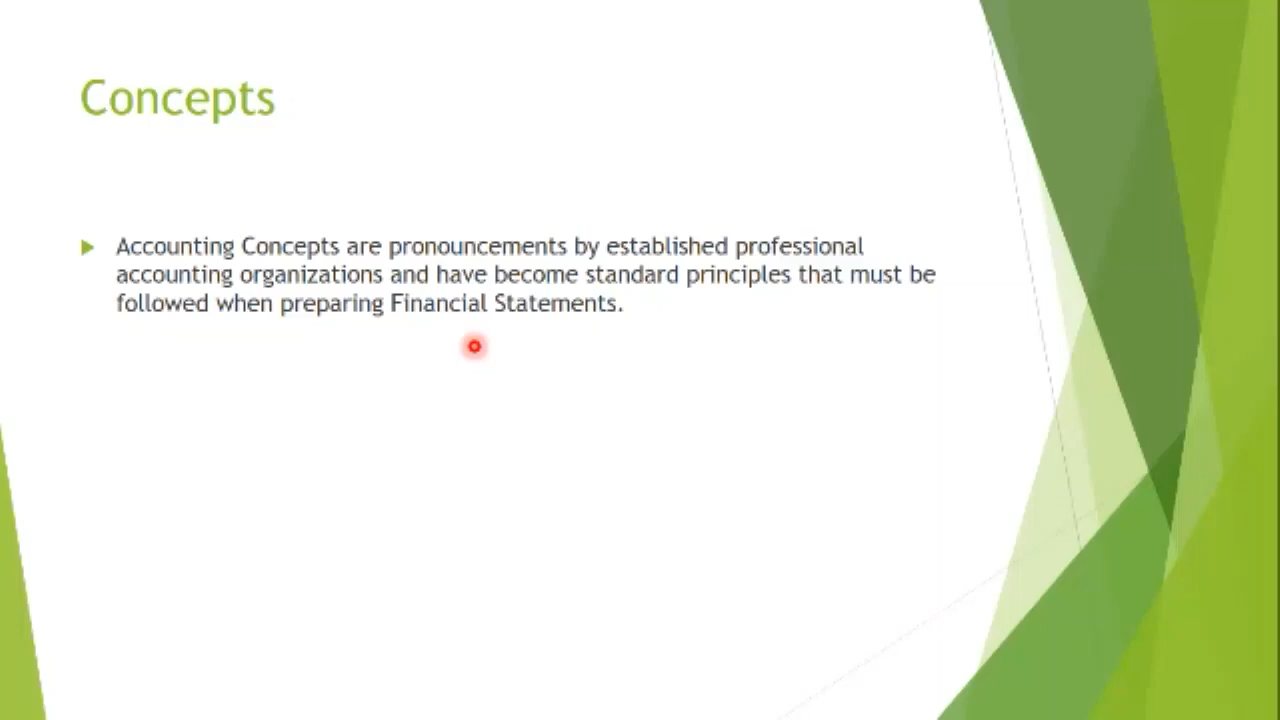 Concepts
Accounting Concepts are pronouncements by established professional
accounting organizations and have become standard principles that must be
followed when preparing Financial Statements.